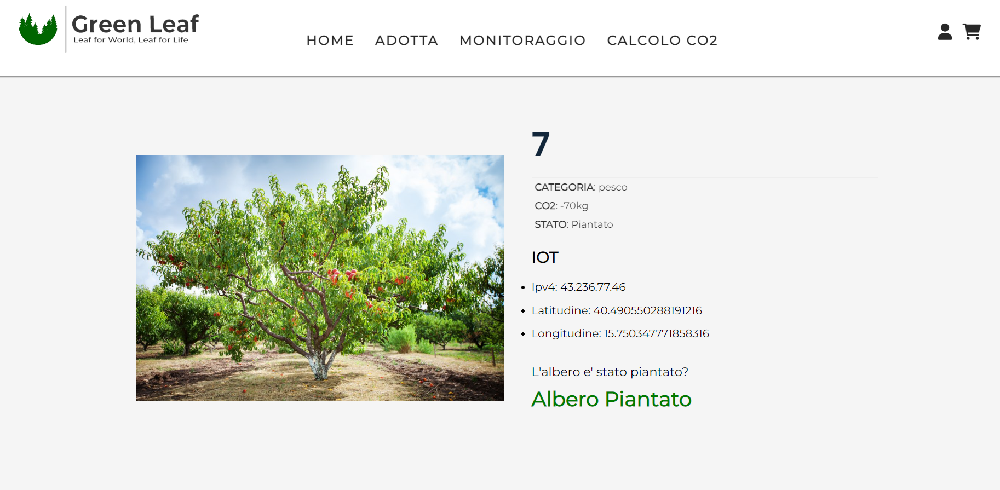 Green Leaf
Leaf for World, Leaf for Life
HOME ADOTTA MONITORAGGIO CALCOLO CO2
7
CATEGORIA: pesco
CO2: -70kg
STATO: Piantato
IOT
• Ipv4: 43.236.77.46
• Latitudine: 40.490550288191216
• Longitudine: 15.750347771858316
L'albero e' stato piantato?
Albero Piantato